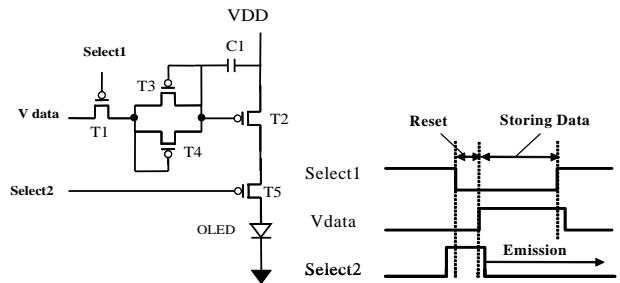 VDD
Select1
C1
T3
V data
T1
T2
T4
Select2
T5
OLED
Reset
Storing Data
Select1
Vdata
Emission
Select2